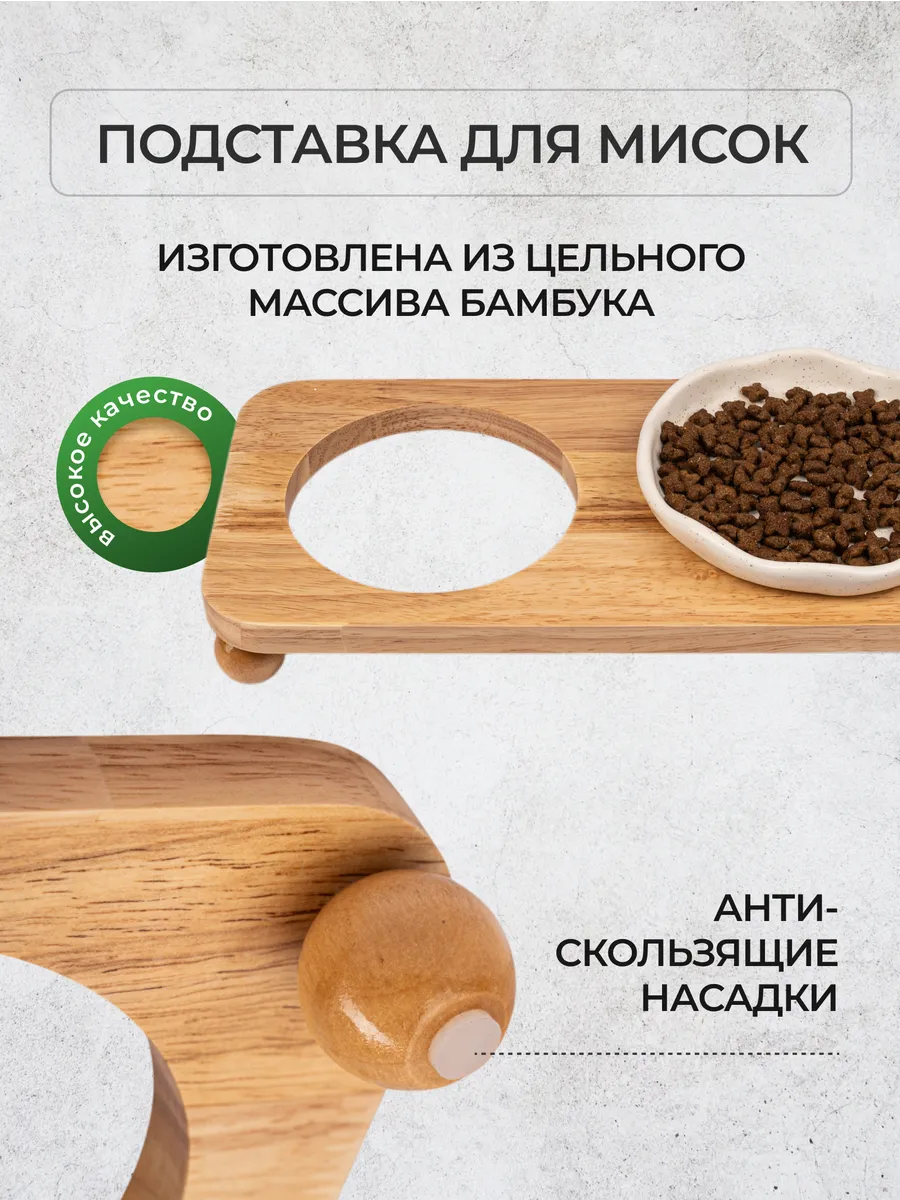 ПОДСТАВКА ДЛЯ МИСОК
ИЗГОТОВЛЕНА ИЗ ЦЕЛЬНОГО
МАССИВА БАМБУКА
высокое качество
АНТИ-
СКОЛЬЗЯЩИЕ
НАСАДКИ